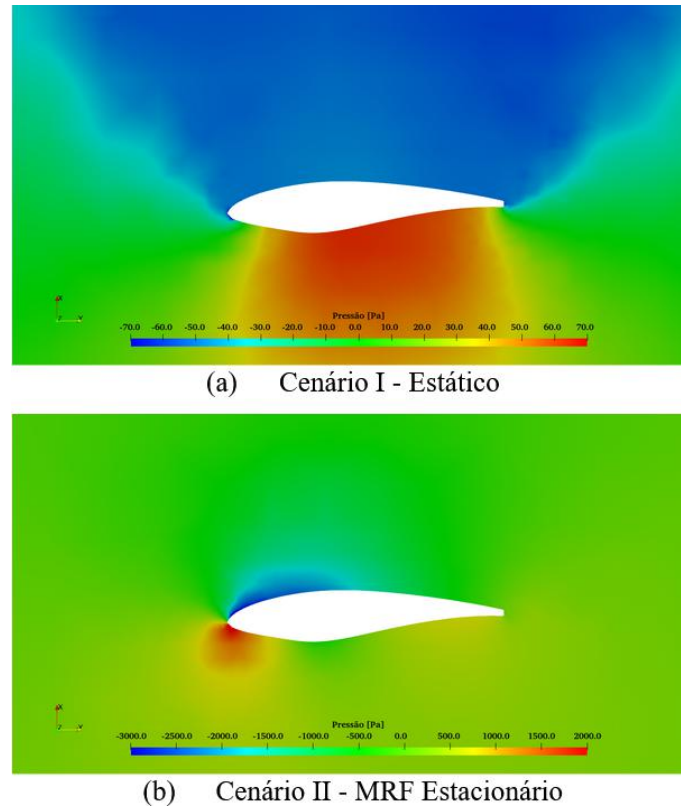 X
Z Y
Pressão [Pa]
-70.0 -60.0 -50.0 -40.0 -30.0 -20.0 -10.0 0.0 10.0 20.0 30.0 40.0 50.0 60.0 70.0
(a) Cenário I - Estático
X
Z Y
Pressão [Pa]
-3000.0 -2500.0 -2000.0 -1500.0 -1000.0 -500.0 0.0 500.0 1000.0 1500.0 2000.0
(b) Cenário II - MRF Estacionário